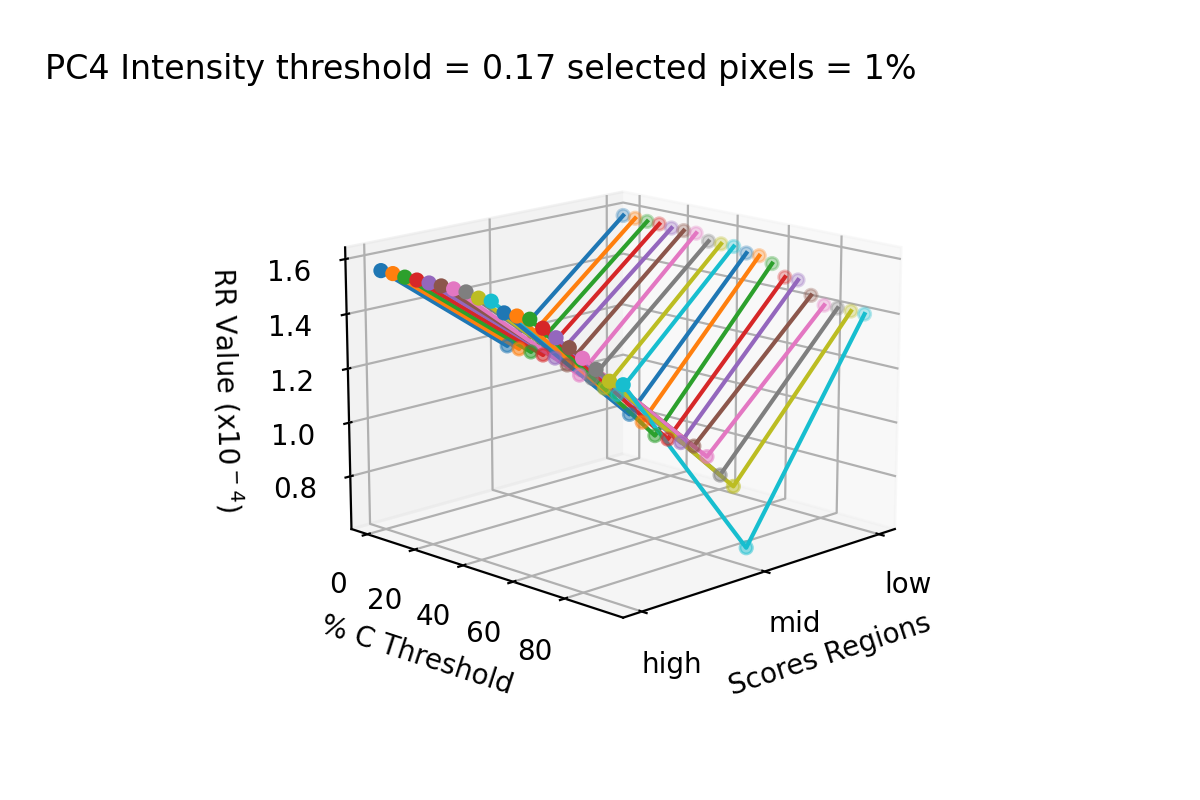 PC4 Intensity threshold = 0.17 selected pixels = 1%
RR Value (x10⁻⁴)
1.6
1.4
1.2
1.0
0.8
0
20
40
60
80
% C Threshold
high
mid
low
Scores Regions